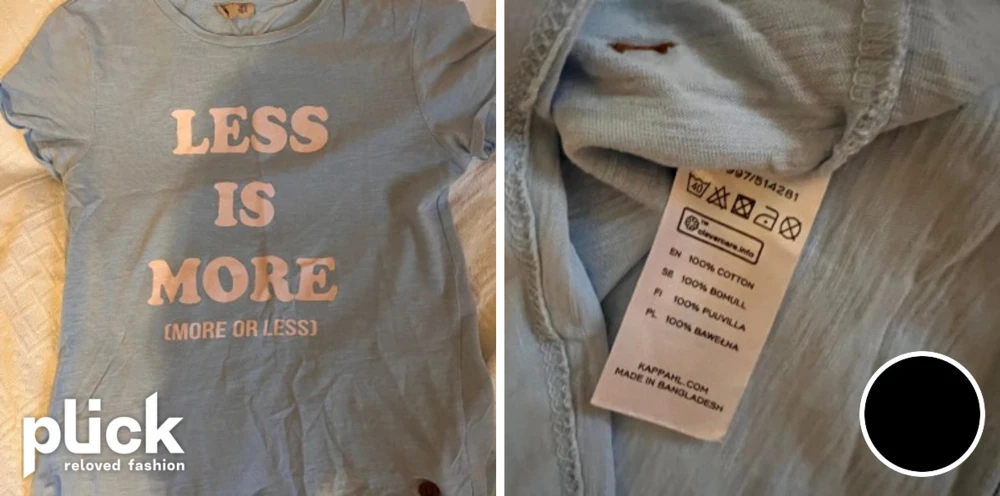 LESS
IS
MORE
(MORE OR LESS)
plick
reloved fashion
997/514281
40
clevercare.info
EN 100% COTTON
SE 100% BOMULL
FI 100% PUUVILLA
PL 100% BAWEŁNA
KAPPAHL.COM
MADE IN BANGLADESH